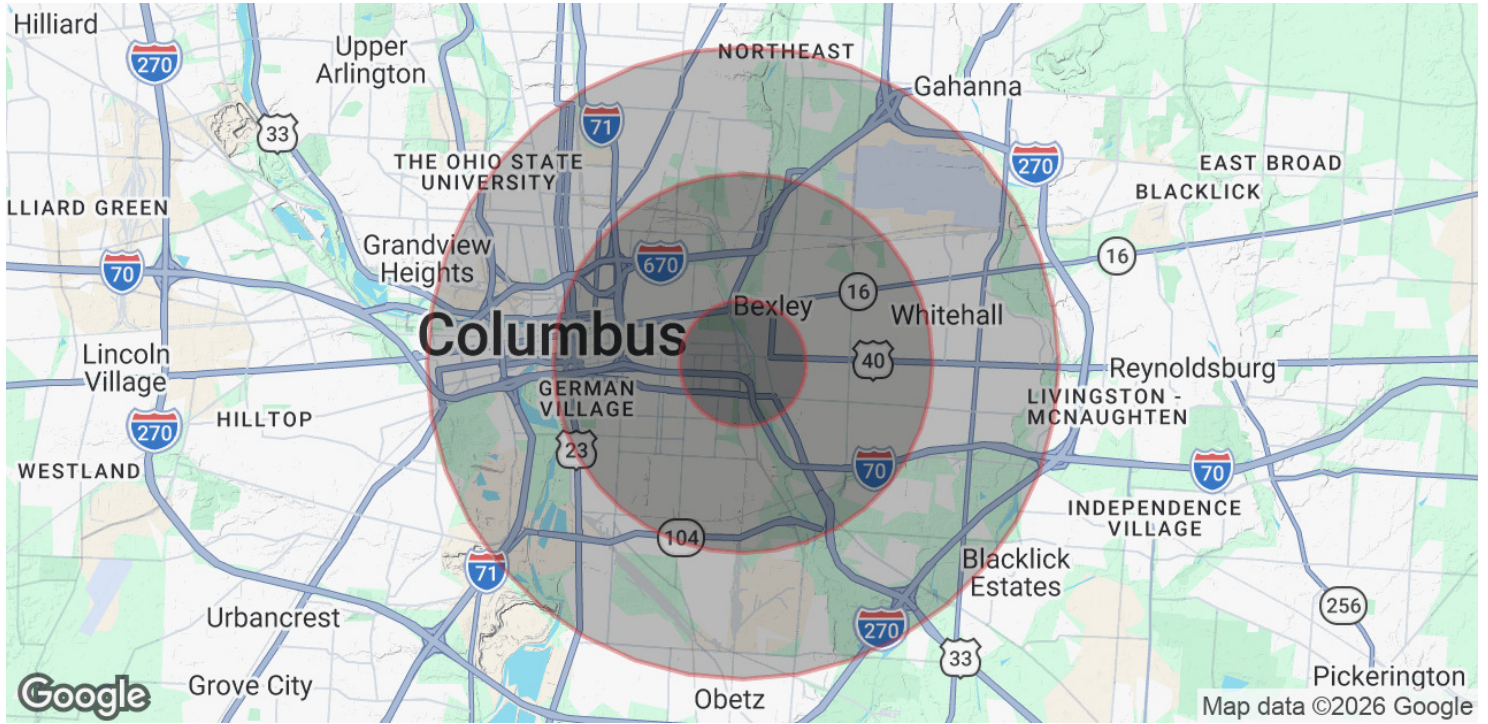 Hilliard
270
Upper
Arlington
NORTHEAST
Gahanna
33
71
THE OHIO STATE
UNIVERSITY
270
EAST BROAD
BLACKLICK
LLIARD GREEN
Grandview
Heights
70
670
16
16
Bexley
Whitehall
Columbus
Lincoln
Village
40
Reynoldsburg
GERMAN
VILLAGE
LIVINGSTON -
MCNAUGHTEN
HILLTOP
270
23
WESTLAND
70
70
INDEPENDENCE
VILLAGE
104
71
Blacklick
Estates
Urbancrest
270
256
33
Grove City
Obetz
Pickerington
Google
Map data ©2026 Google